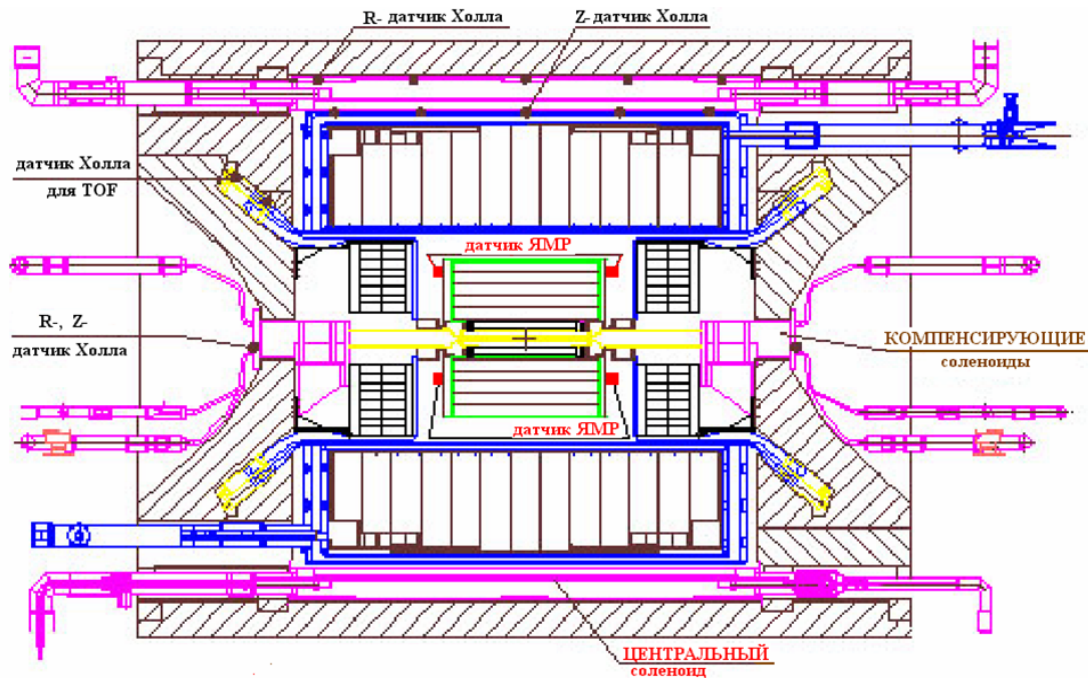 R- датчик Холла
Z- датчик Холла
датчик Холла
для TOF
датчик ЯМР
R-, Z-
датчик Холла
КОМПЕНСИРУЮЩИЕ
соленоиды
датчик ЯМР
ЦЕНТРАЛЬНЫЙ
соленоид